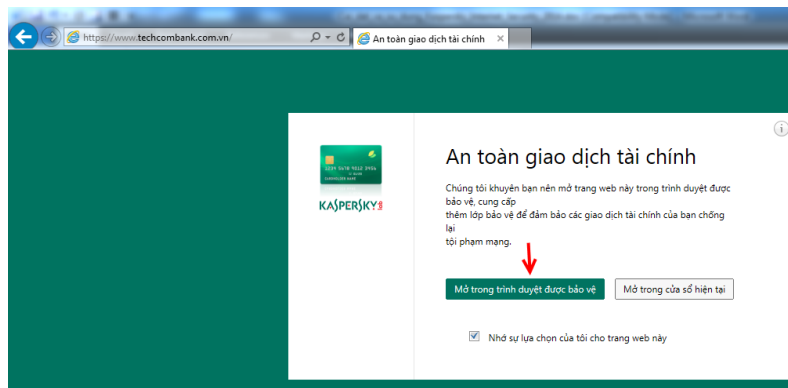 https://www.techcombank.com.vn/
An toàn giao dịch tài chính
An toàn giao dịch tài chính
Chúng tôi khuyên bạn nên mở trang web này trong trình duyệt được
bảo vệ, cung cấp
thêm lớp bảo vệ để đảm bảo các giao dịch tài chính của bạn chống
lại
tội phạm mạng.
KASPERSKY
Mở trong trình duyệt được bảo vệ
Mở trong cửa sổ hiện tại
Nhớ sự lựa chọn của tôi cho trang web này